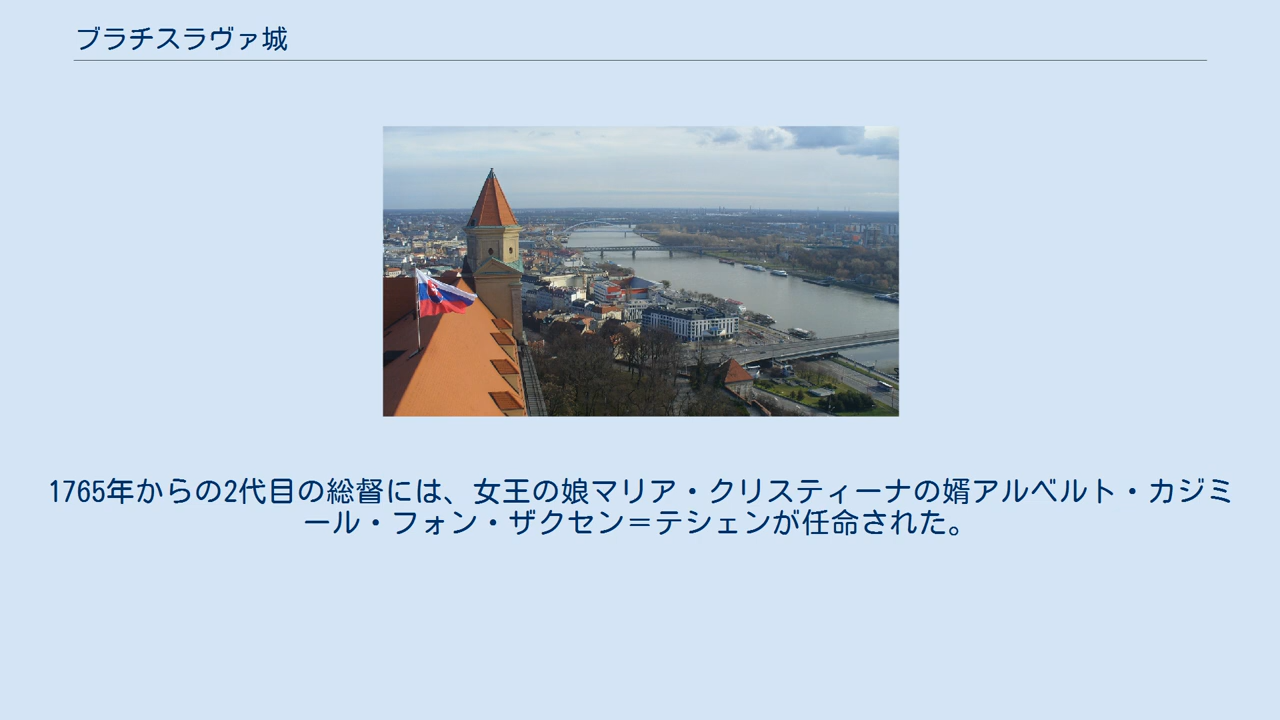 ブラチスラヴァ城
1765年からの2代目の総督には、女王の娘マリア・クリスティーナの婿アルベルト・カジミ
ール・フォン・ザクセン＝テシェンが任命された。